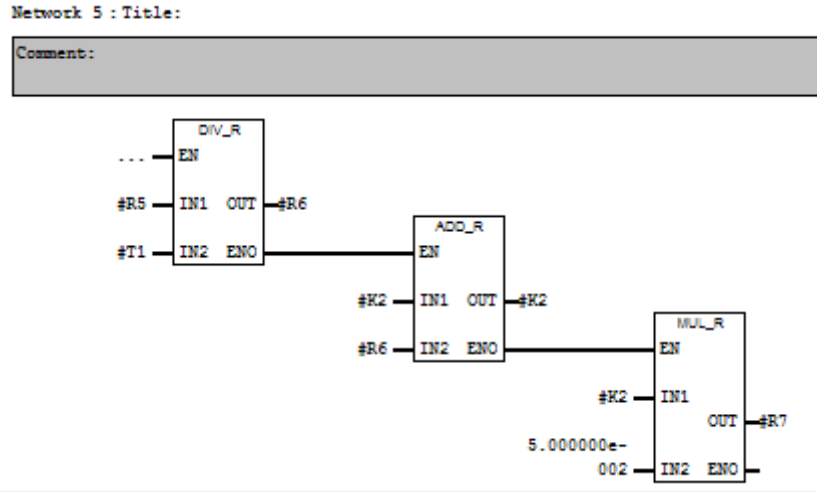 Network 5 : Title:
Comment:
DIV_R
... EN
#R5 IN1 OUT #R6
#T1 IN2 ENO
ADD_R
EN
#K2 IN1 OUT #K2
#R6 IN2 ENO
MUL_R
EN
#K2 IN1
OUT #R7
5.000000e-
002 IN2 ENO